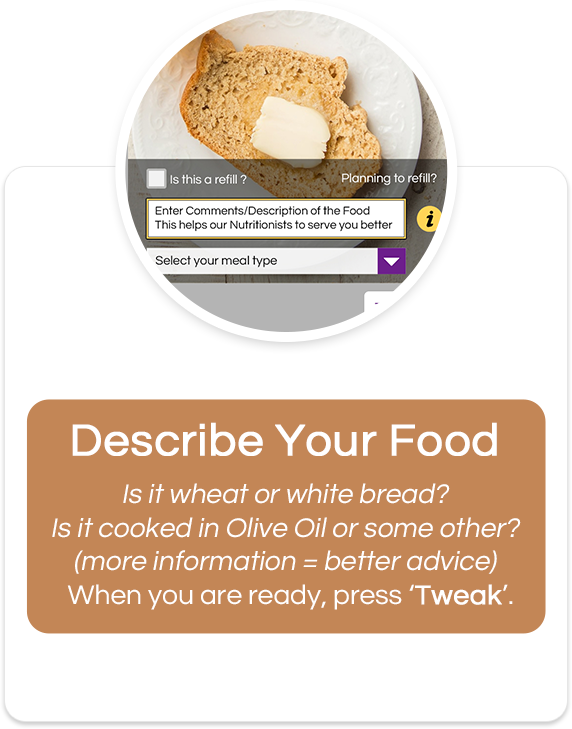 Is this a refill ?
Planning to refill?
Enter Comments/Description of the Food
This helps our Nutritionists to serve you better
i
Select your meal type
Describe Your Food
Is it wheat or white bread?
Is it cooked in Olive Oil or some other?
(more information = better advice)
When you are ready, press ‘Tweak’.